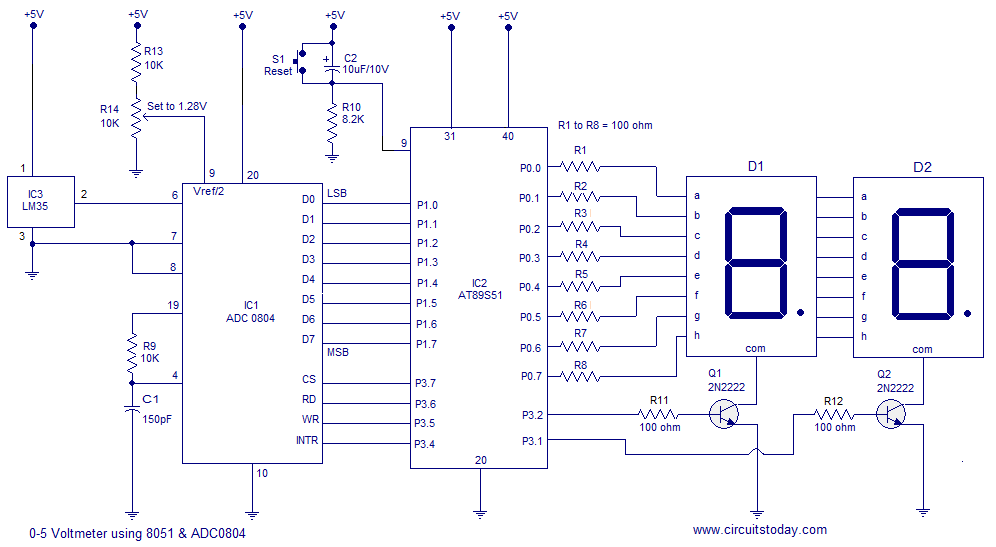 +5V
+5V
+5V
+5V
+5V
+5V
R13
10K
S1
Reset
+
C2
10uF/10V
R14
10K
Set to 1.28V
R10
8.2K
31
40
R1 to R8 = 100 ohm
9
9
20
Vref/2
1
IC3
LM35
2
3
6
7
8
19
4
R9
10K
C1
150pF
IC1
ADC 0804
10
D0
LSB
D1
D2
D3
D4
D5
D6
D7
MSB
CS
RD
WR
INTR
P1.0
P1.1
P1.2
P1.3
P1.4
P1.5
P1.6
P1.7
P3.7
P3.6
P3.5
P3.4
IC2
AT89S51
20
P0.0
P0.1
P0.2
P0.3
P0.4
P0.5
P0.6
P0.7
P3.2
P3.1
R1
R2
R3
R4
R5
R6
R7
R8
D1
a
b
c
d
e
f
g
h
8.
com
D2
a
b
c
d
e
f
g
h
8.
com
Q1
2N2222
R11
100 ohm
Q2
2N2222
R12
100 ohm
0-5 Voltmeter using 8051 & ADC0804
www.circuitstoday.com